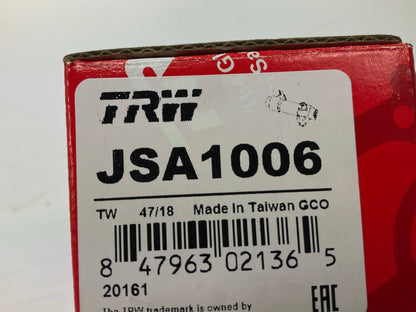 TRW
JSA1006
TW 47/18 Made in Taiwan GCO
8 47963 02136 5
20161
The TRW trademark is owned by
EAC